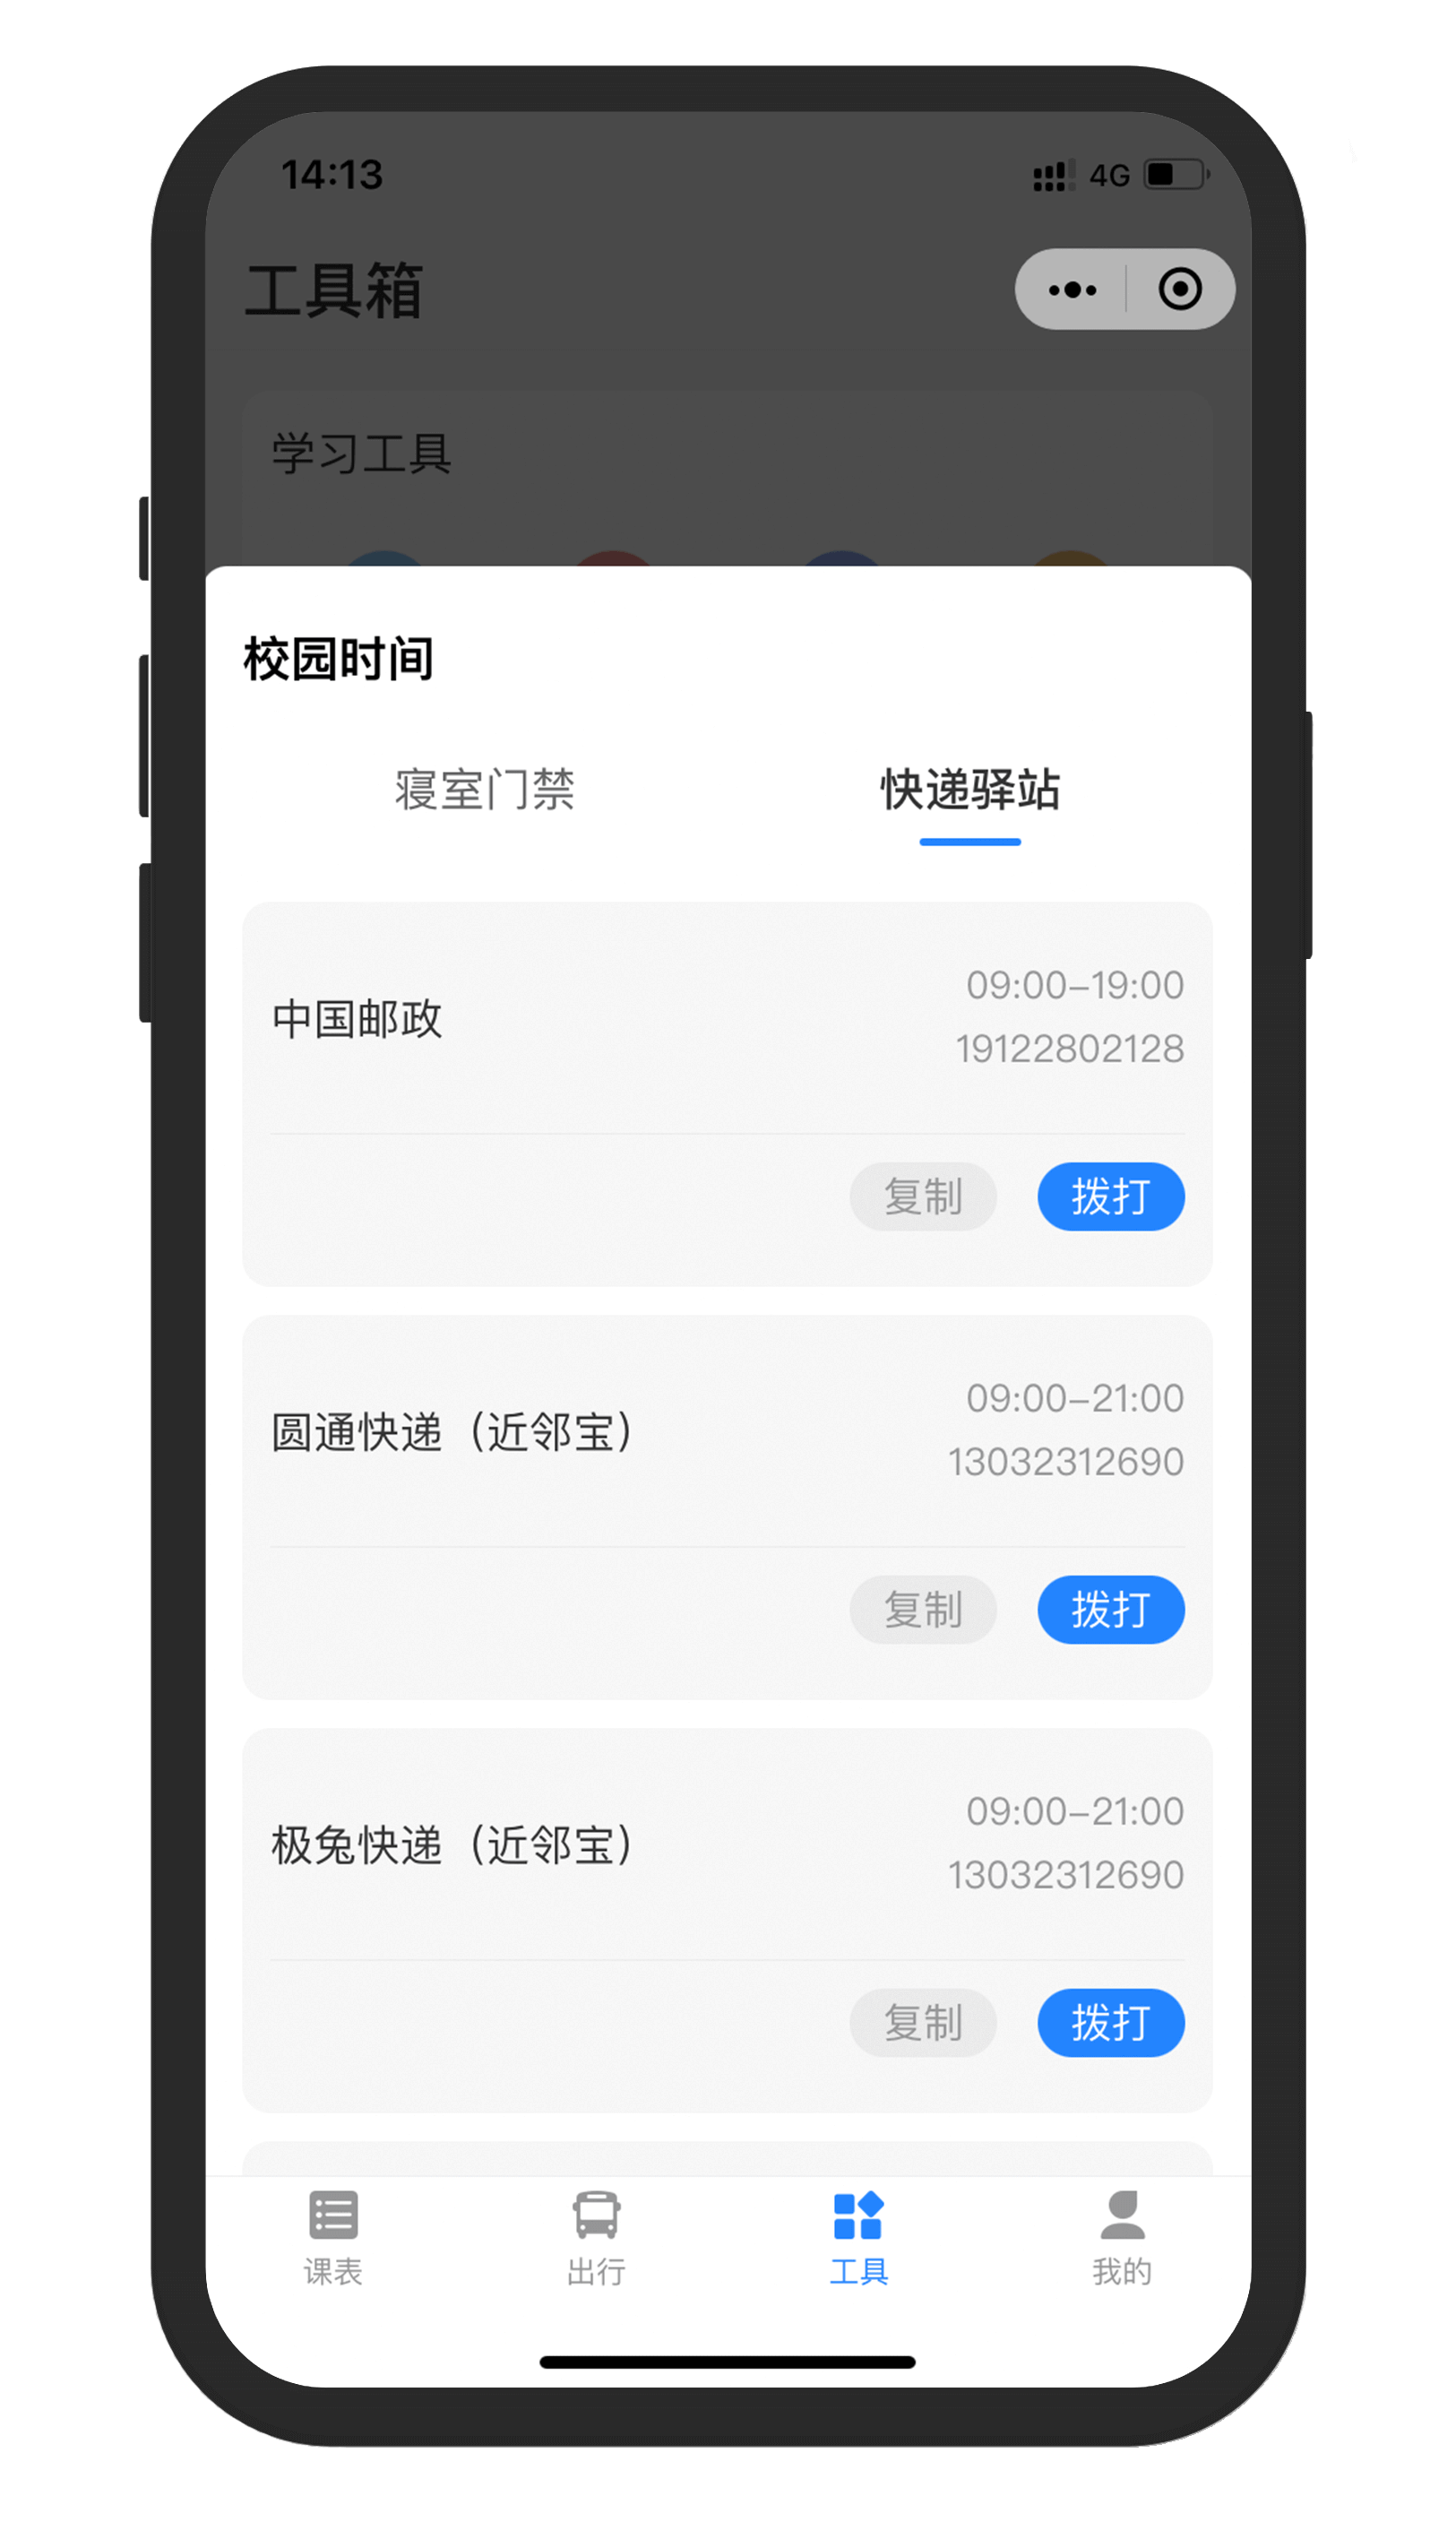 14:13
4G
工具箱
学习工具
校园时间
寝室门禁 快递驿站
09:00–19:00
中国邮政
19122802128
复制 拨打
09:00–21:00
圆通快递（近邻宝）
13032312690
复制 拨打
09:00–21:00
极兔快递（近邻宝）
13032312690
复制 拨打
课表 出行 工具 我的